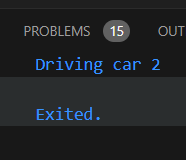 PROBLEMS 15 OUT
Driving car 2
Exited.